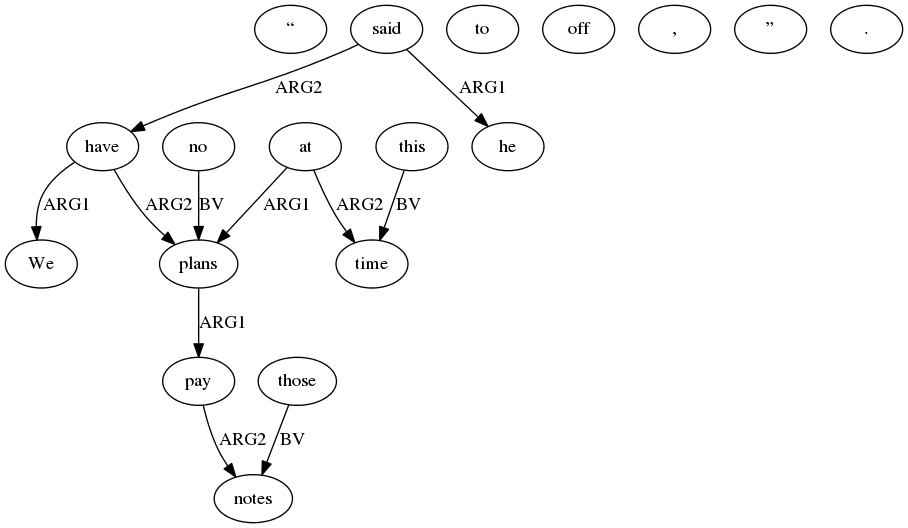 “ said to off , ” .
ARG2 ARG1
have no at this he
ARG1 ARG2 BV ARG1 ARG2 BV
We plans time
ARG1
pay those
ARG2 BV
notes